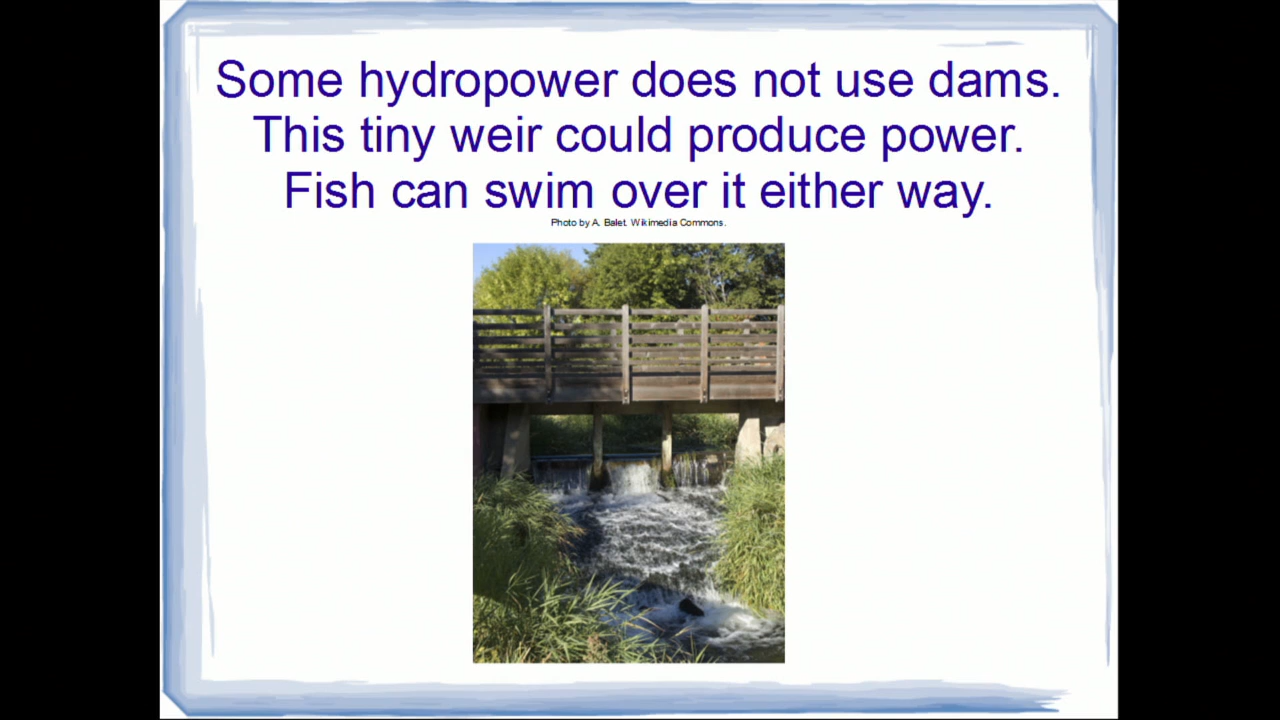 Some hydropower does not use dams.
This tiny weir could produce power.
Fish can swim over it either way.
Photo by A. Balet. Wikimedia Commons.